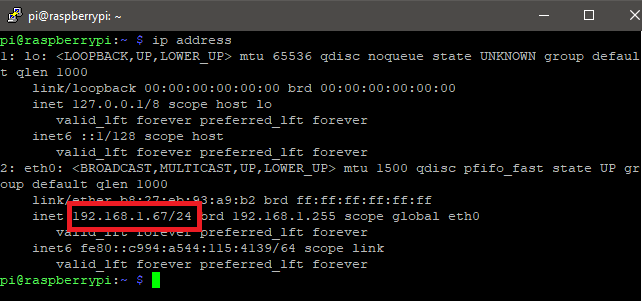 pi@raspberrypi: ~
pi@raspberrypi:~ $ ip address
1: lo: <LOOPBACK,UP,LOWER_UP> mtu 65536 qdisc noqueue state UNKNOWN group defaul
t qlen 1000
link/loopback 00:00:00:00:00:00 brd 00:00:00:00:00:00
inet 127.0.0.1/8 scope host lo
valid_lft forever preferred_lft forever
inet6 ::1/128 scope host
valid_lft forever preferred_lft forever
2: eth0: <BROADCAST,MULTICAST,UP,LOWER_UP> mtu 1500 qdisc pfifo_fast state UP gr
oup default qlen 1000
link/ether b8:27:eb:93:a9:b2 brd ff:ff:ff:ff:ff:ff
inet 192.168.1.67/24 brd 192.168.1.255 scope global eth0
valid_lft forever preferred_lft forever
inet6 fe80::c994:a544:115:4139/64 scope link
valid_lft forever preferred_lft forever
pi@raspberrypi:~ $